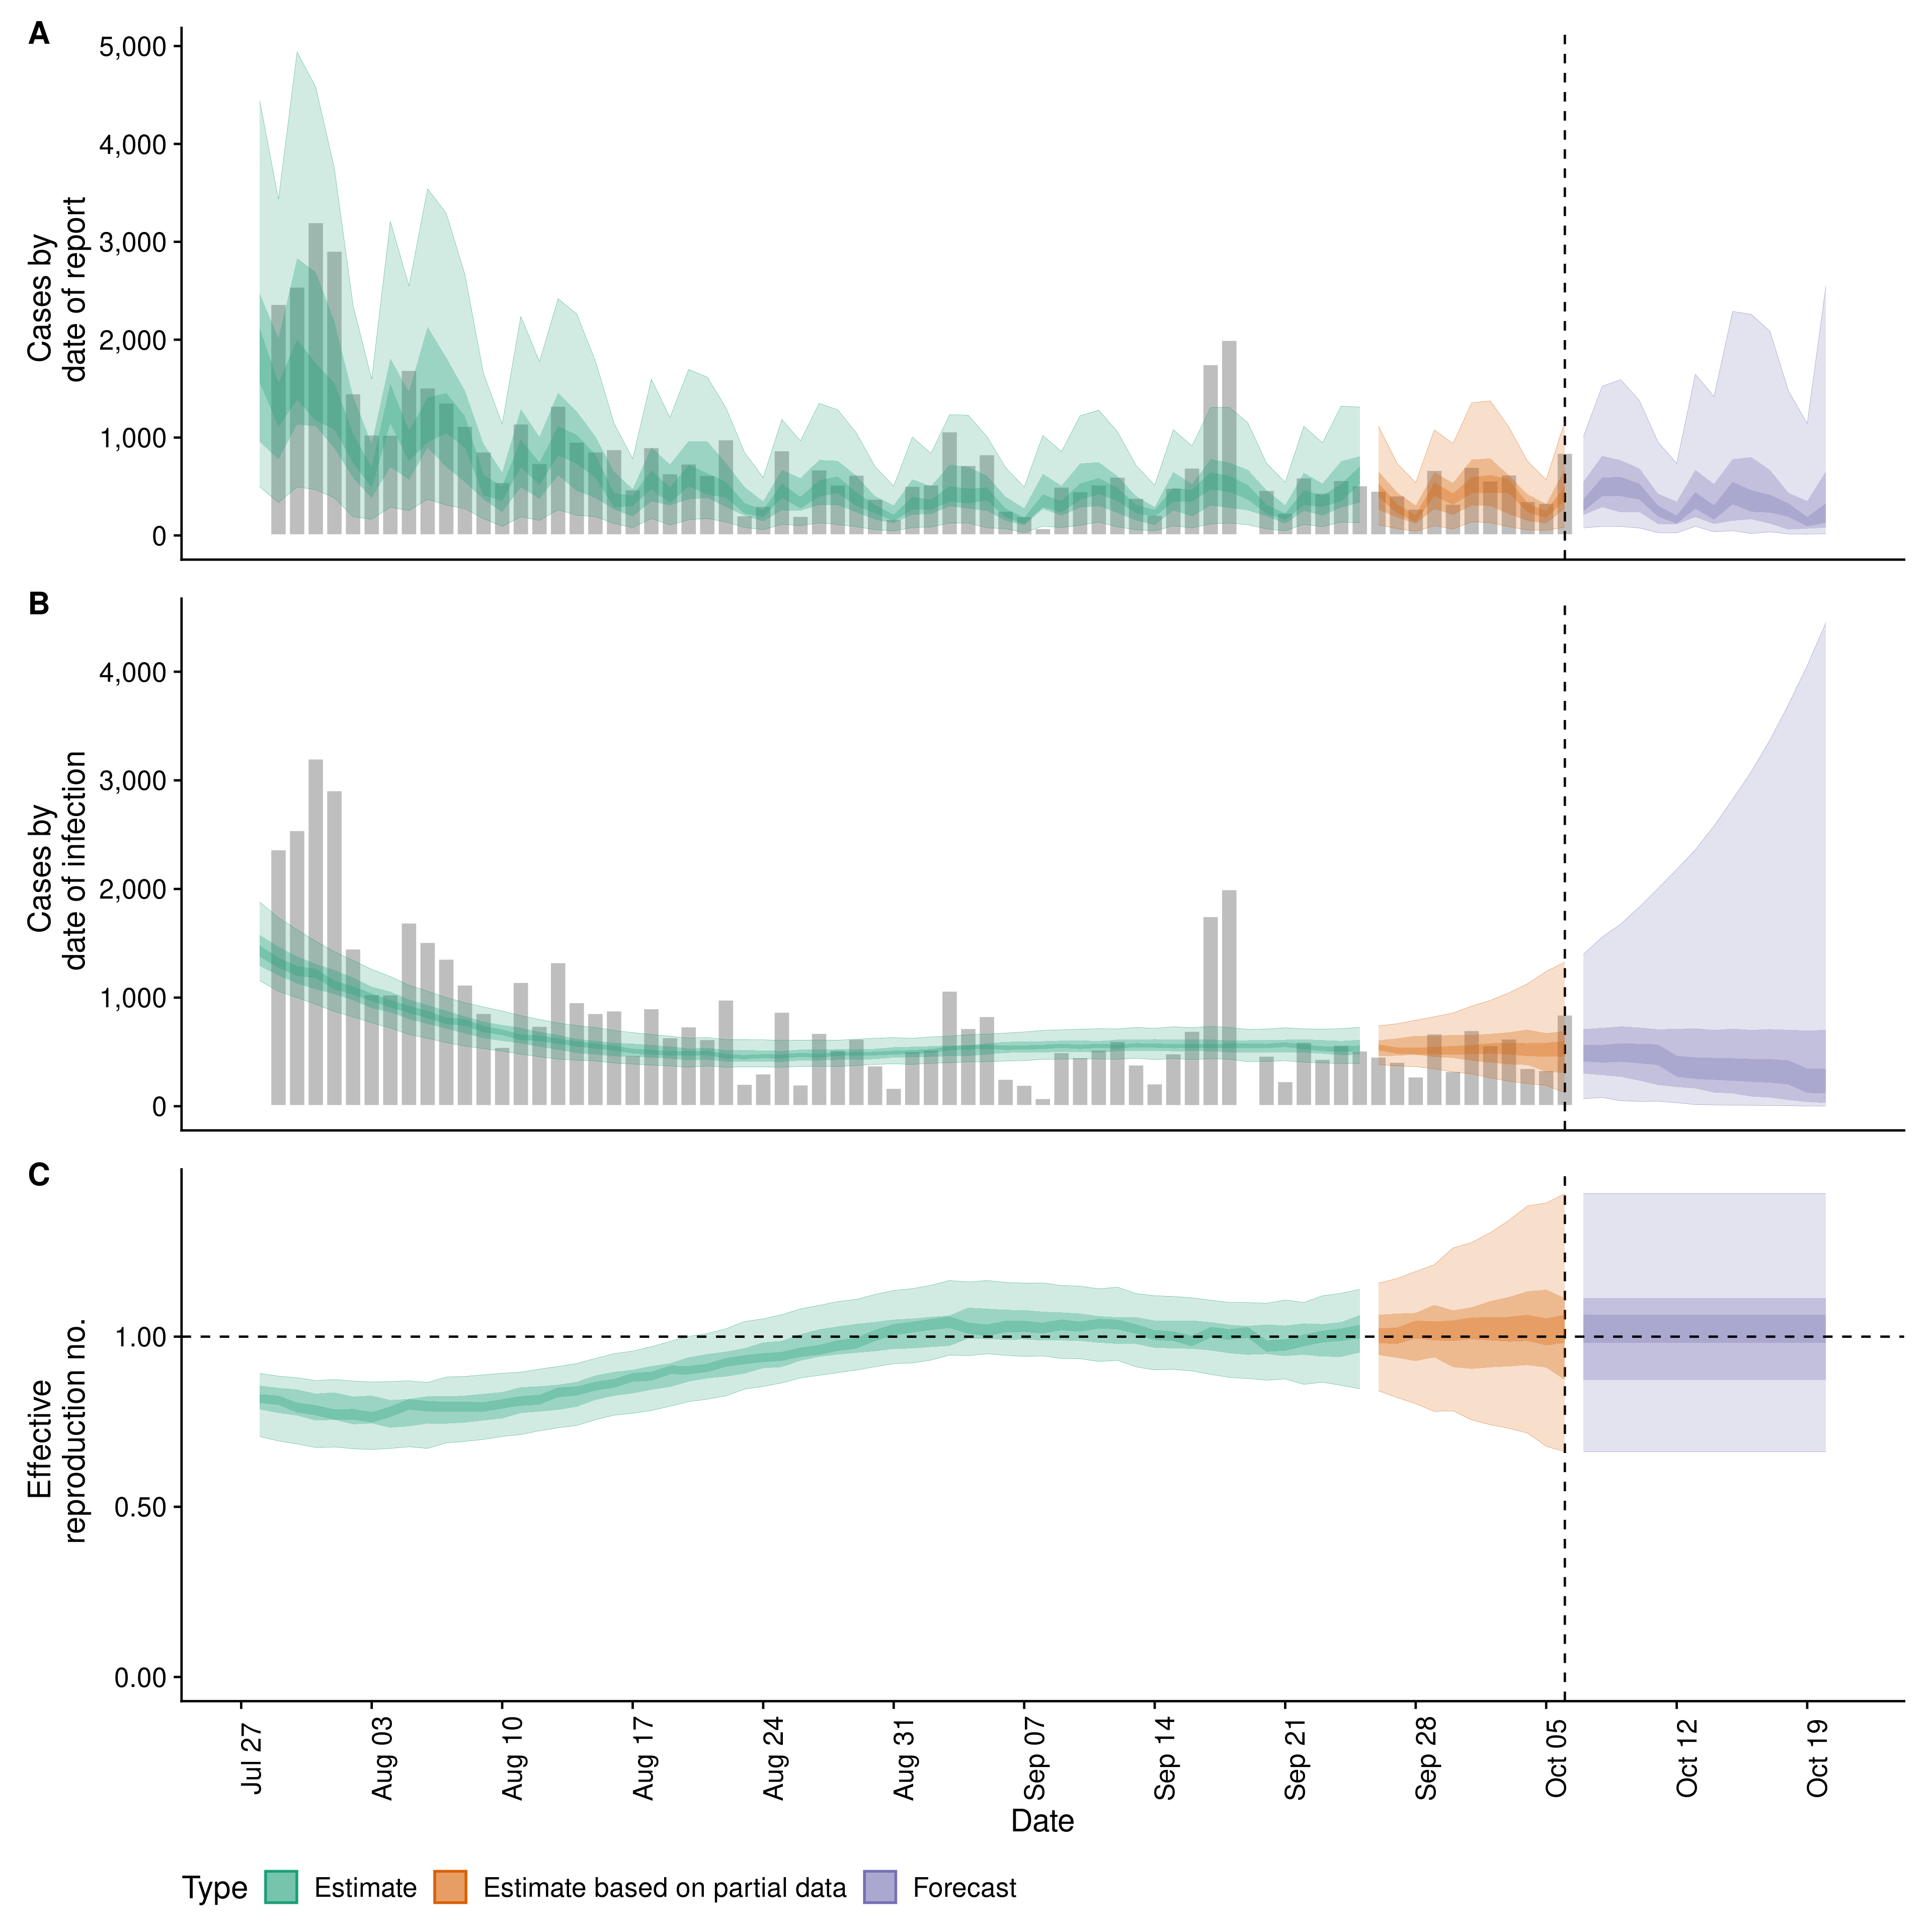 A
Cases by
date of report
5,000
4,000
3,000
2,000
1,000
0
B
Cases by
date of infection
4,000
3,000
2,000
1,000
0
C
Effective
reproduction no.
1.00
0.50
0.00
Jul 27
Aug 03
Aug 10
Aug 17
Aug 24
Aug 31
Sep 07
Sep 14
Sep 21
Sep 28
Oct 05
Oct 12
Oct 19
Date
Type Estimate Estimate based on partial data Forecast